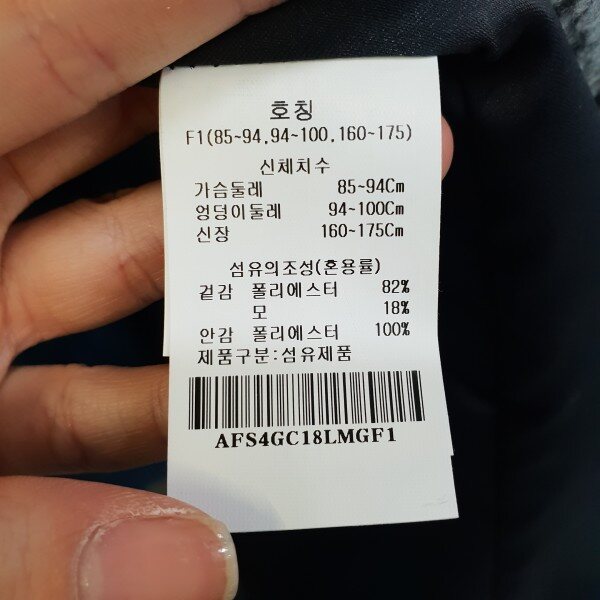 호칭
F1(85~94,94~100,160~175)
신체치수
가슴둘레 85~94Cm
엉덩이둘레 94~100Cm
신장 160~175Cm
섬유의조성(혼용률)
겉감 폴리에스터 82%
모 18%
안감 폴리에스터 100%
제품구분:섬유제품
AFS4GC18LMGF1